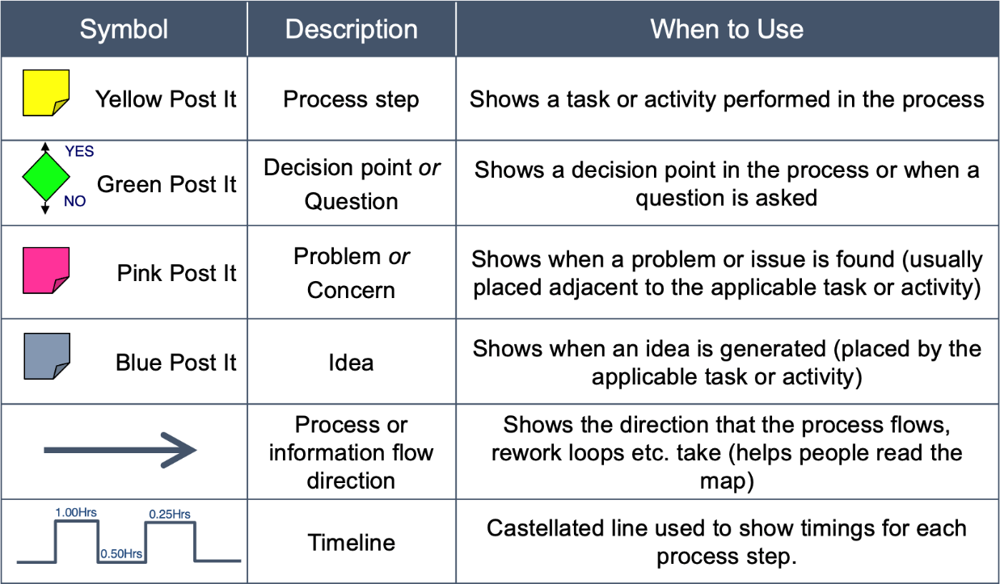 Symbol
Description
When to Use
Yellow Post It
Process step
Shows a task or activity performed in the process
YES
Green Post It
NO
Decision point or
Question
Shows a decision point in the process or when a
question is asked
Pink Post It
Problem or
Concern
Shows when a problem or issue is found (usually
placed adjacent to the applicable task or activity)
Blue Post It
Idea
Shows when an idea is generated (placed by the
applicable task or activity)
Process or
information flow
direction
Shows the direction that the process flows,
rework loops etc. take (helps people read the
map)
1.00Hrs
0.25Hrs
0.50Hrs
Timeline
Castellated line used to show timings for each
process step.